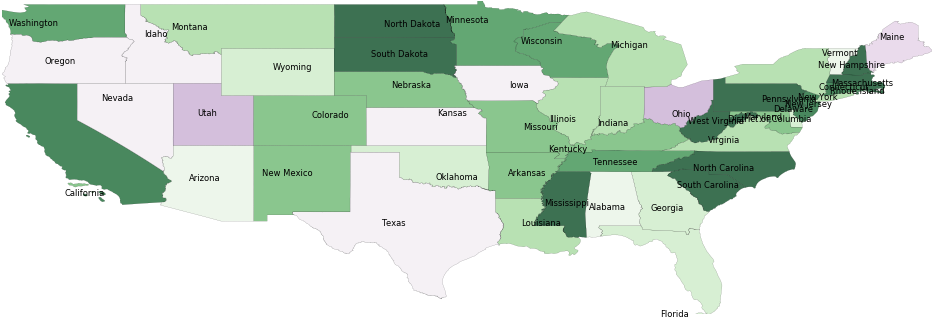 Washington
Idaho
Montana
North Dakota
Minnesota
Maine
Oregon
Wyoming
South Dakota
Wisconsin
Michigan
Vermont
New Hampshire
Nevada
Utah
Colorado
Nebraska
Iowa
Massachusetts
Connecticut
Rhode Island
Kansas
Missouri
Illinois
Indiana
Ohio
Pennsylvania
New York
New Jersey
Delaware
Maryland
District of Columbia
West Virginia
Virginia
Kentucky
California
Arizona
New Mexico
Oklahoma
Arkansas
Tennessee
North Carolina
South Carolina
Texas
Louisiana
Mississippi
Alabama
Georgia
Florida